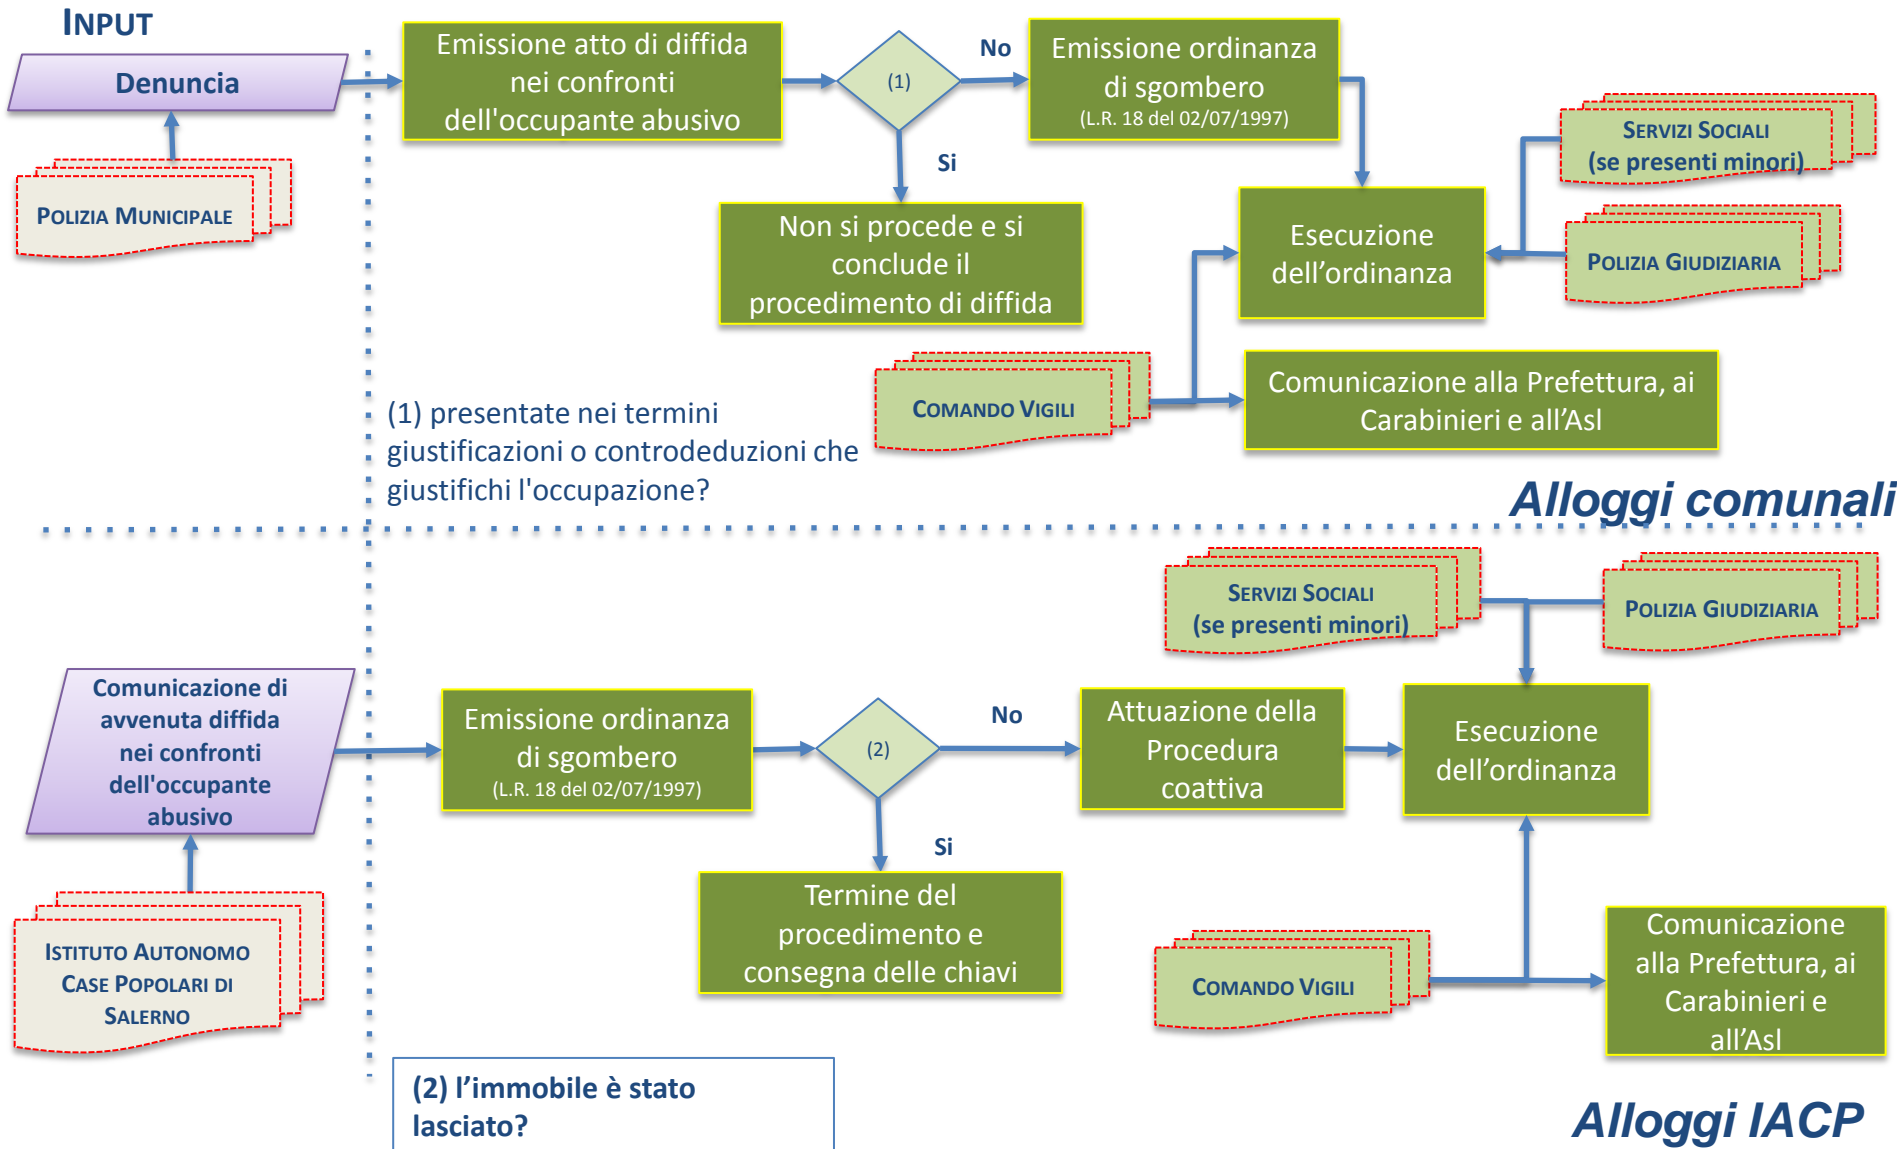 INPUT
Denuncia
POLIZIA MUNICIPALE
Emissione atto di diffida
nei confronti
dell'occupante abusivo
(1)
No
Si
Emissione ordinanza
di sgombero
(L.R. 18 del 02/07/1997)
Non si procede e si
conclude il
procedimento di diffida
SERVIZI SOCIALI
(se presenti minori)
POLIZIA GIUDIZIARIA
Esecuzione
dell’ordinanza
COMANDO VIGILI
Comunicazione alla Prefettura, ai
Carabinieri e all’Asl
(1) presentate nei termini
giustificazioni o controdeduzioni che
giustifichi l'occupazione?
Alloggi comunali
SERVIZI SOCIALI
(se presenti minori)
POLIZIA GIUDIZIARIA
Comunicazione di
avvenuta diffida
nei confronti
dell'occupante
abusivo
ISTITUTO AUTONOMO
CASE POPOLARI DI
SALERNO
Emissione ordinanza
di sgombero
(L.R. 18 del 02/07/1997)
(2)
No
Si
Attuazione della
Procedura
coattiva
Esecuzione
dell’ordinanza
Termine del
procedimento e
consegna delle chiavi
COMANDO VIGILI
Comunicazione
alla Prefettura, ai
Carabinieri e
all’Asl
(2) l’immobile è stato
lasciato?
Alloggi IACP